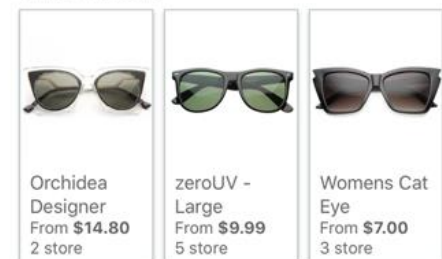 Orchidea
Designer
From $14.80
2 store
zeroUV -
Large
From $9.99
5 store
Womens Cat
Eye
From $7.00
3 store